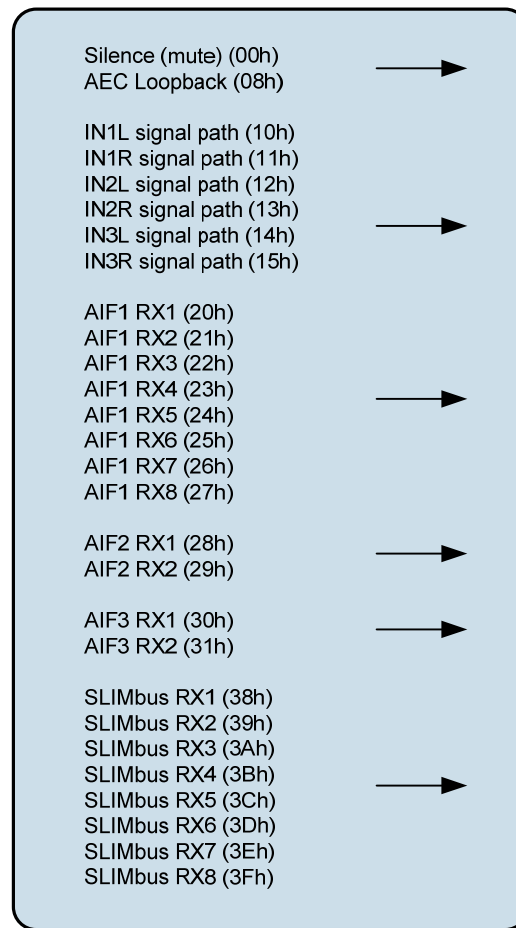 Silence (mute) (00h)
AEC Loopback (08h)
IN1L signal path (10h)
IN1R signal path (11h)
IN2L signal path (12h)
IN2R signal path (13h)
IN3L signal path (14h)
IN3R signal path (15h)
AIF1 RX1 (20h)
AIF1 RX2 (21h)
AIF1 RX3 (22h)
AIF1 RX4 (23h)
AIF1 RX5 (24h)
AIF1 RX6 (25h)
AIF1 RX7 (26h)
AIF1 RX8 (27h)
AIF2 RX1 (28h)
AIF2 RX2 (29h)
AIF3 RX1 (30h)
AIF3 RX2 (31h)
SLIMbus RX1 (38h)
SLIMbus RX2 (39h)
SLIMbus RX3 (3Ah)
SLIMbus RX4 (3Bh)
SLIMbus RX5 (3Ch)
SLIMbus RX6 (3Dh)
SLIMbus RX7 (3Eh)
SLIMbus RX8 (3Fh)